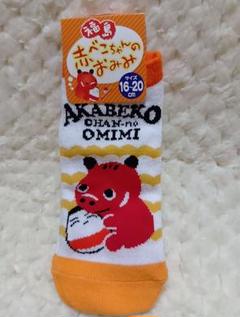 福島
赤べこちゃんの
おみみ
サイズ
16-20
cm
AKABEKO
CHAN-no
OMIMI